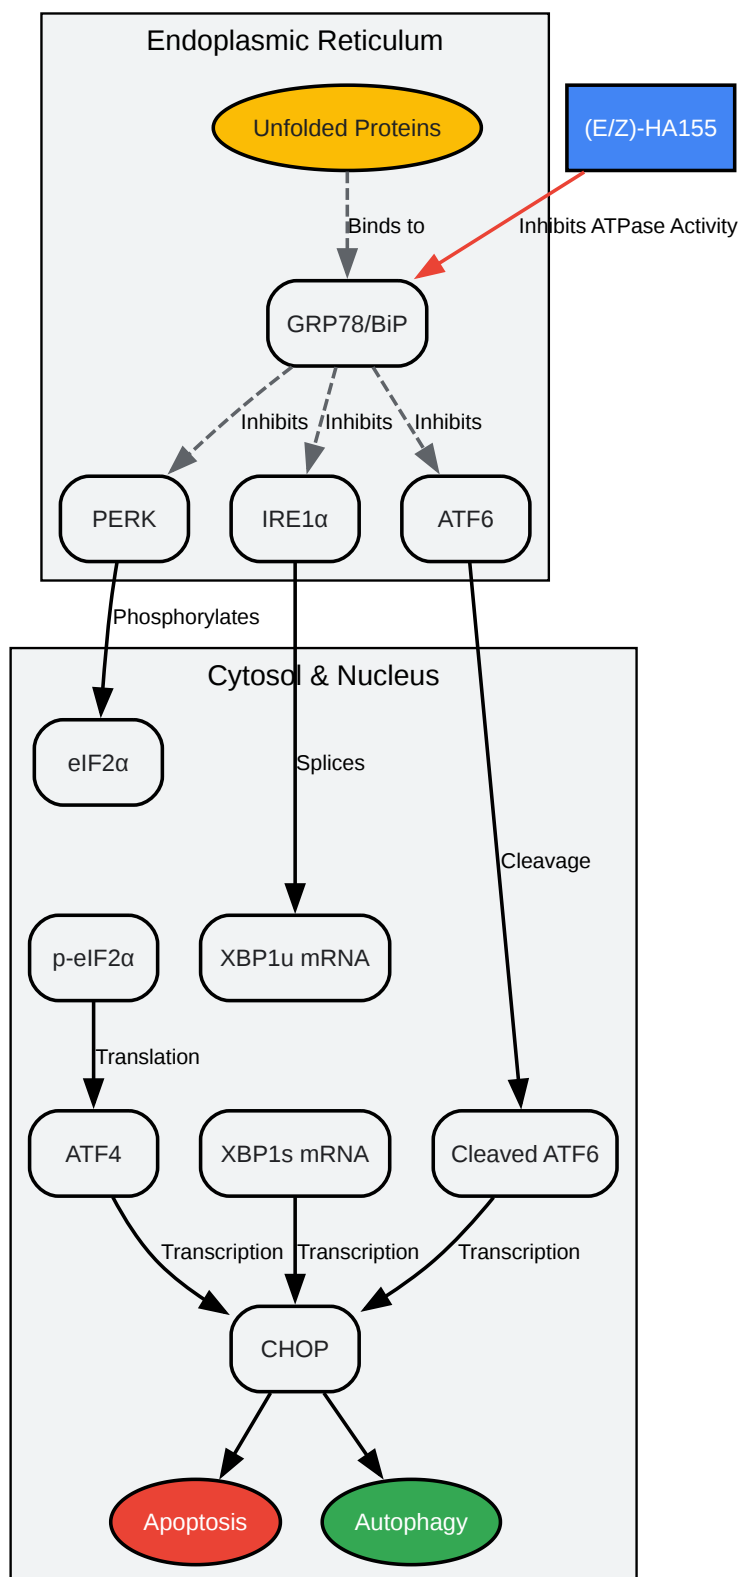 Endoplasmic Reticulum
Unfolded Proteins
(E/Z)-HA155
Binds to
Inhibits ATPase Activity
GRP78/BiP
Inhibits
Inhibits
Inhibits
PERK
IRE1α
ATF6
Phosphorylates
Cytosol & Nucleus
eIF2α
Splices
Cleavage
p-eIF2α
XBP1u mRNA
Translation
ATF4
XBP1s mRNA
Cleaved ATF6
Transcription
Transcription
Transcription
CHOP
Apoptosis
Autophagy